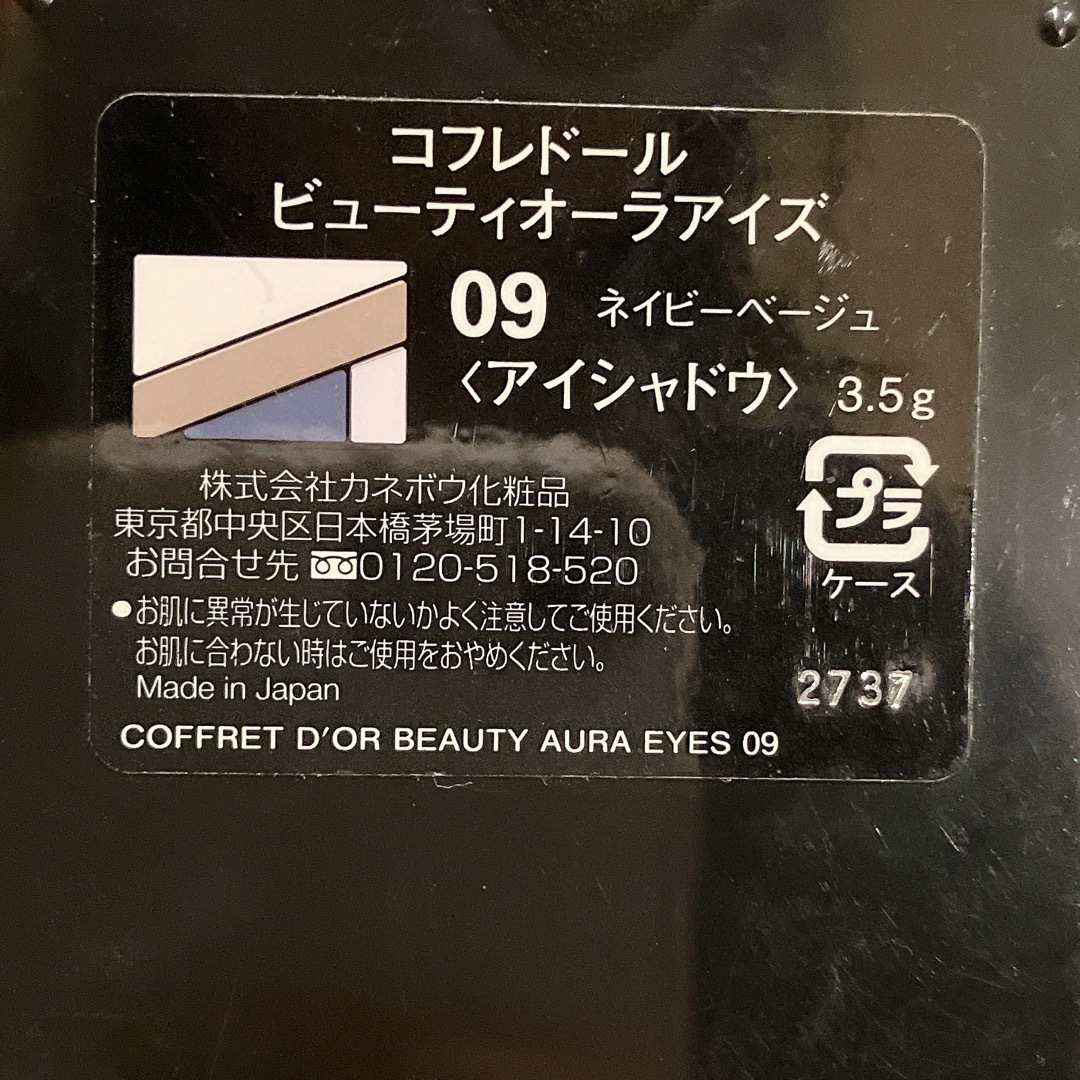 コフレドール
ビューティオーラアイズ
09 ネイビーベージュ
〈アイシャドウ〉 3.5g
プラ
ケース
株式会社カネボウ化粧品
東京都中央区日本橋茅場町1-14-10
お問合せ先 0120-518-520
●お肌に異常が生じていないかよく注意してご使用ください。
お肌に合わない時はご使用をおやめください。
Made in Japan
2737
COFFRET D'OR BEAUTY AURA EYES 09